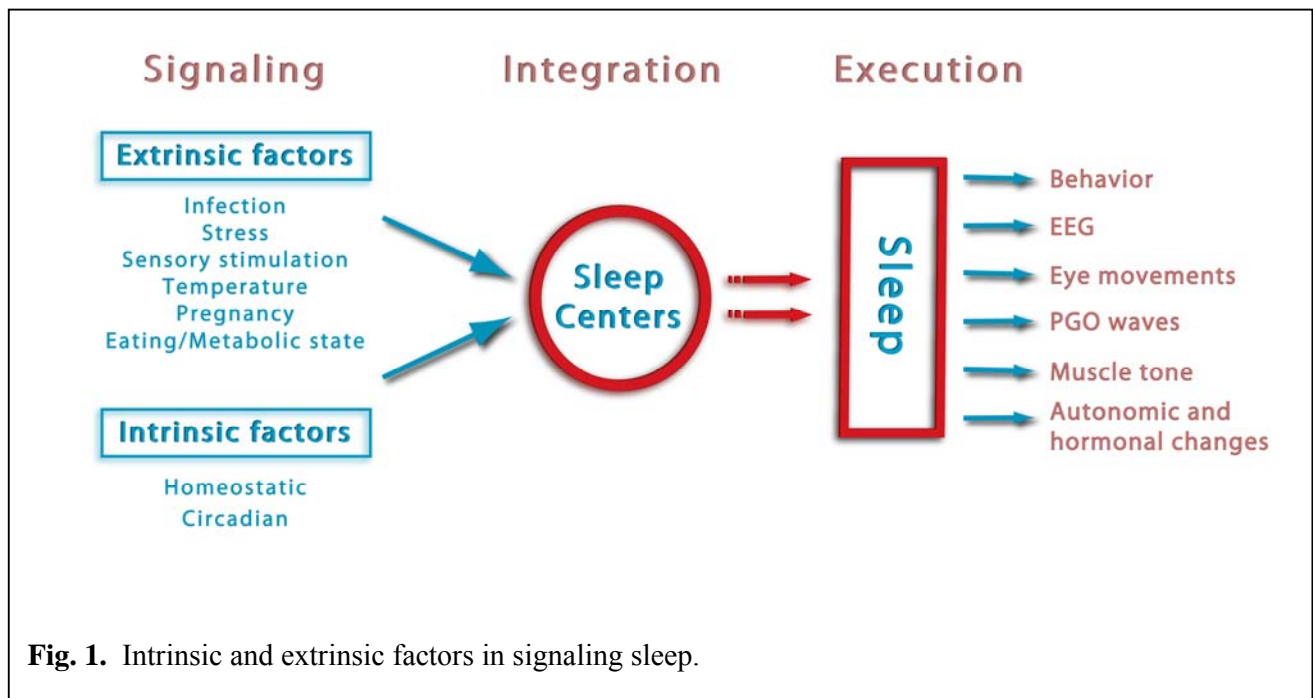 Signaling
Integration
Execution
Extrinsic factors
Infection
Stress
Sensory stimulation
Temperature
Pregnancy
Eating/Metabolic state
Intrinsic factors
Homeostatic
Circadian
Sleep
Centers
Sleep
Behavior
EEG
Eye movements
PGO waves
Muscle tone
Autonomic and
hormonal changes
Fig. 1. Intrinsic and extrinsic factors in signaling sleep.